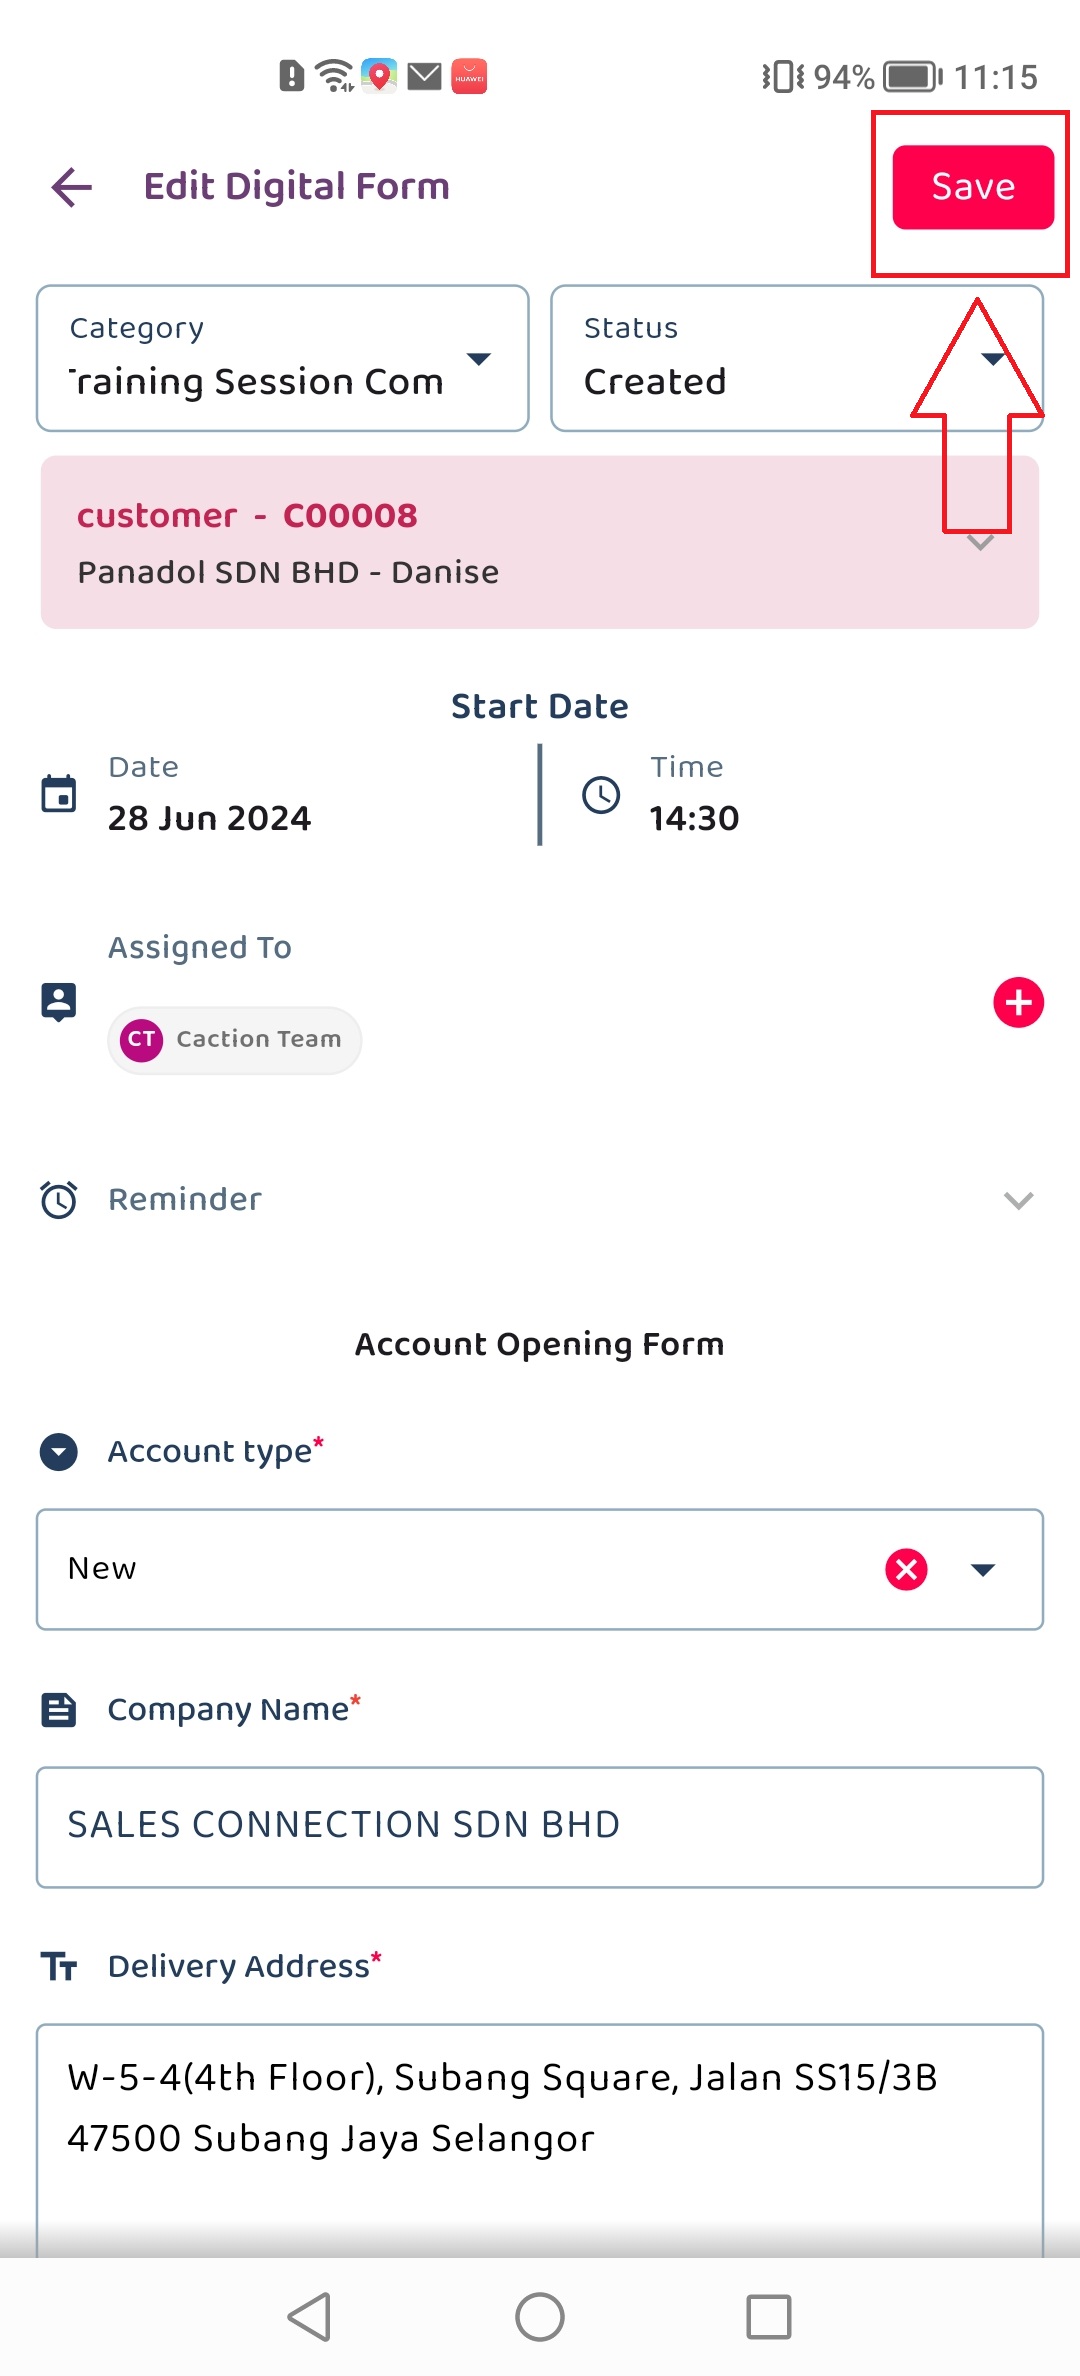 HUAWEI
94%
11:15
Edit Digital Form
Save
Category
Training Session Com
Status
Created
customer - C00008
Panadol SDN BHD - Danise
Start Date
Date
28 Jun 2024
Time
14:30
Assigned To
CT Caction Team
Reminder
Account Opening Form
Account type*
New
Company Name*
SALES CONNECTION SDN BHD
Delivery Address*
W-5-4(4th Floor), Subang Square, Jalan SS15/3B
47500 Subang Jaya Selangor